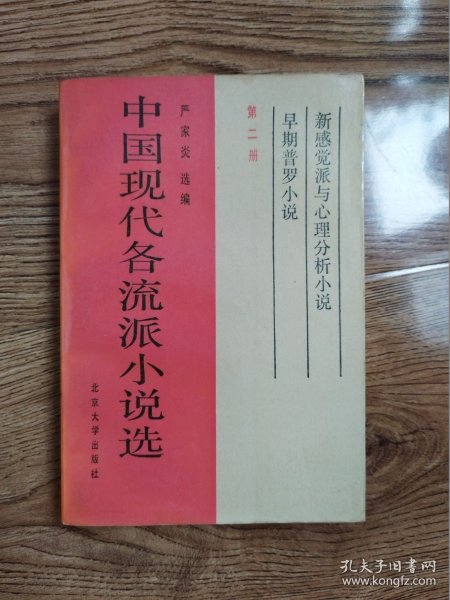 中国现代各流派小说选
严家炎 选编
北京大学出版社
第二册
新感觉派与心理分析小说
早期普罗小说
孔夫子旧书网
www.kongfz.com